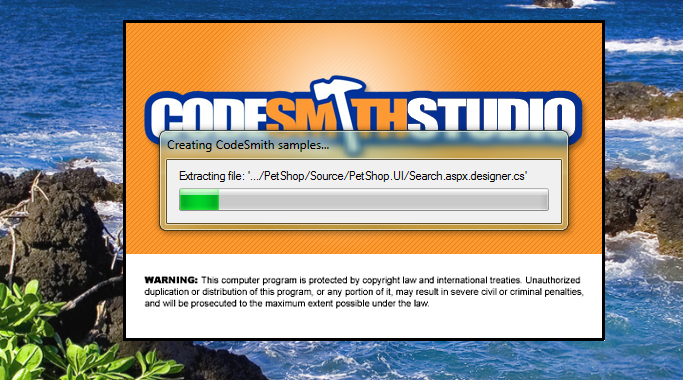 CODESMITHSTUDIO
Creating CodeSmith samples...
Extracting file: '.../PetShop/Source/PetShop.UI/Search.aspx.designer.cs'
WARNING: This computer program is protected by copyright law and international treaties. Unauthorized
duplication or distribution of this program, or any portion of it, may result in severe civil or criminal penalties,
and will be prosecuted to the maximum extent possible under the law.